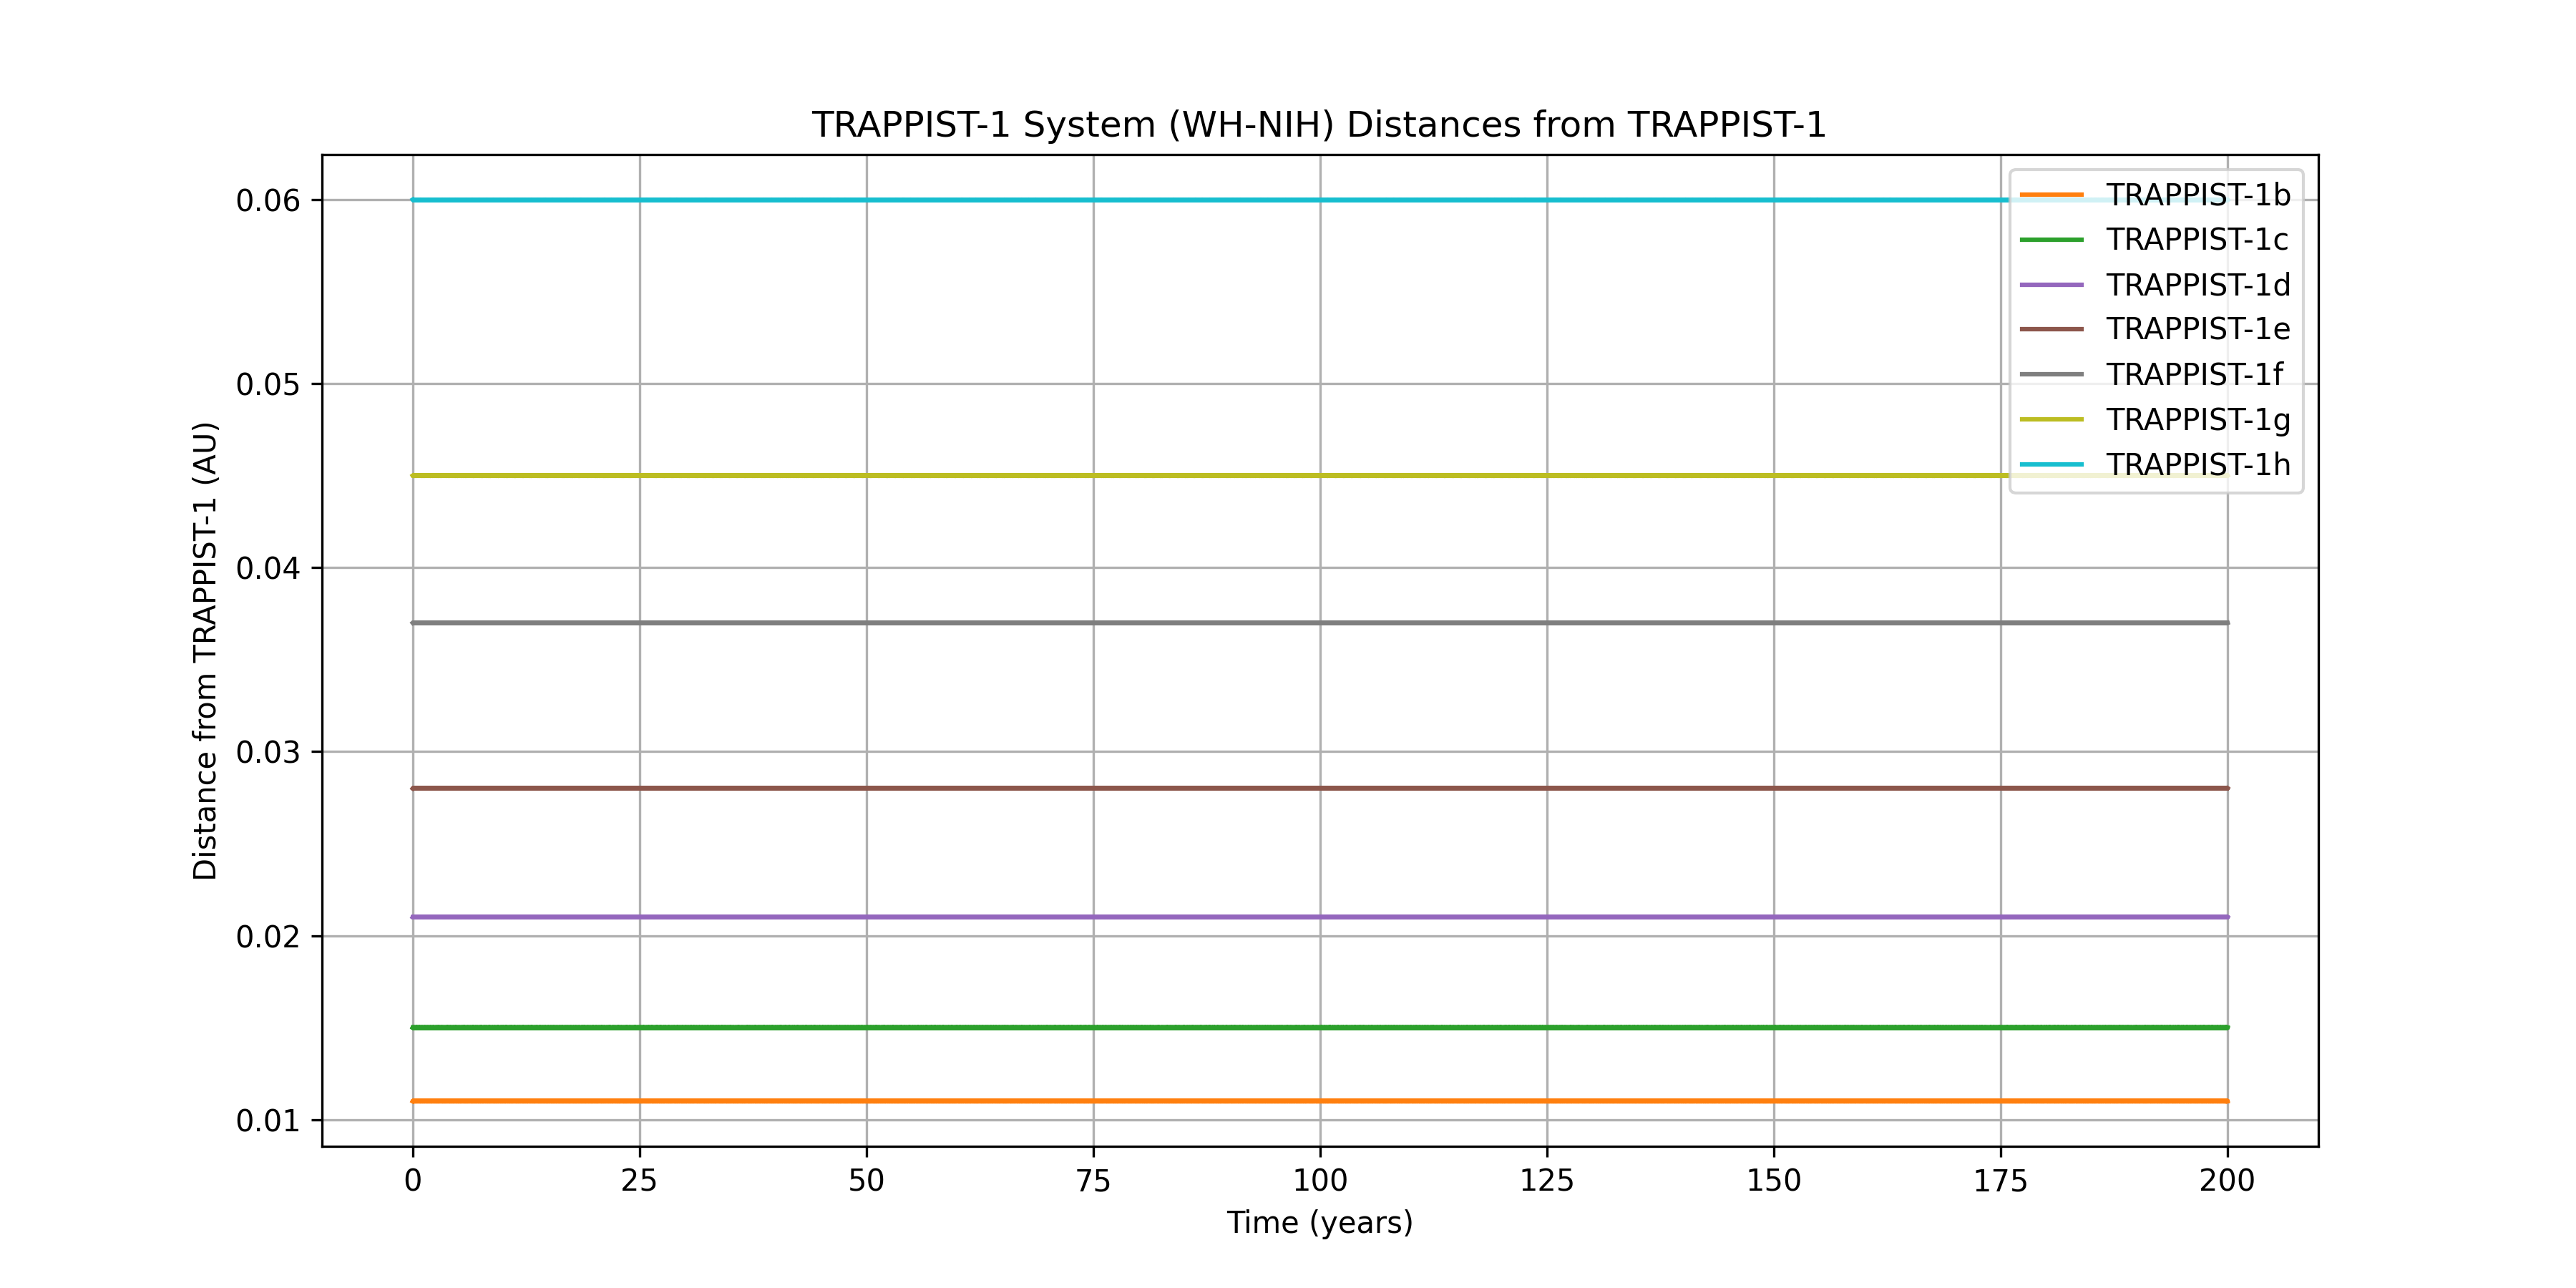 TRAPPIST-1 System (WH-NIH) Distances from TRAPPIST-1
Distance from TRAPPIST-1 (AU)
0.06
0.05
0.04
0.03
0.02
0.01
TRAPPIST-1b
TRAPPIST-1c
TRAPPIST-1d
TRAPPIST-1e
TRAPPIST-1f
TRAPPIST-1g
TRAPPIST-1h
0 25 50 75 100 125 150 175 200
Time (years)